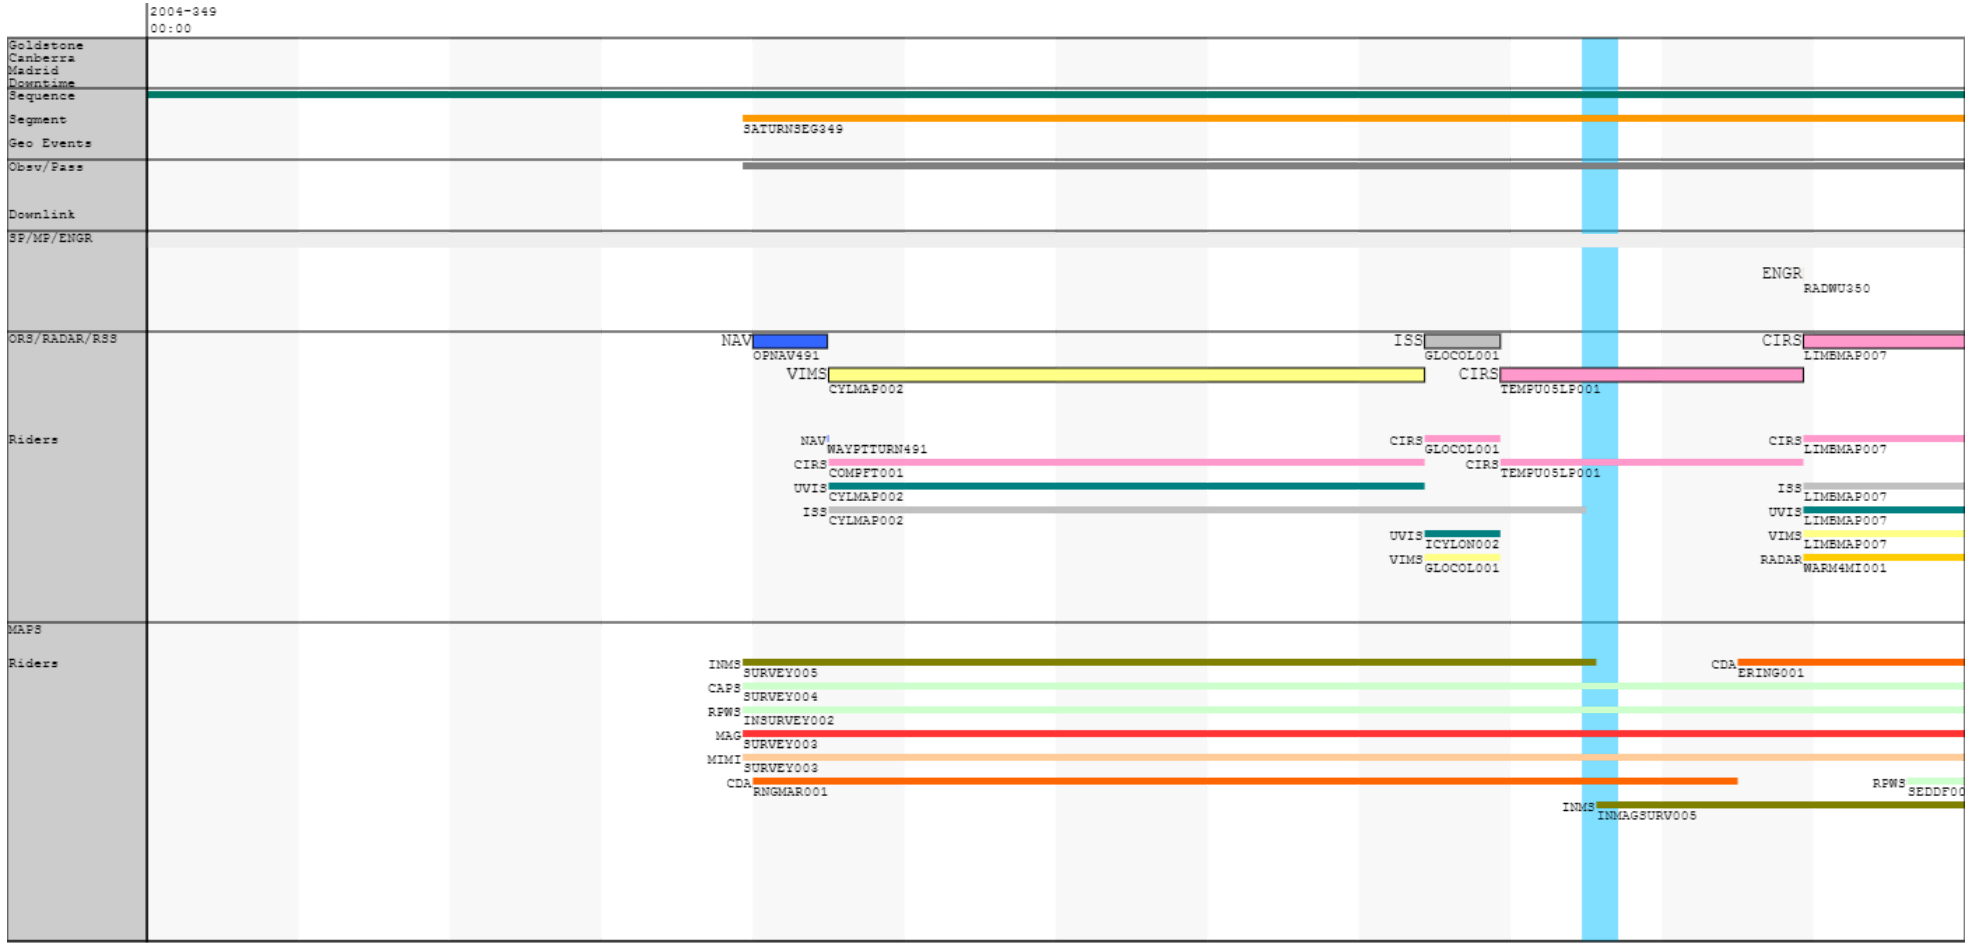 2004-349
00:00
Goldstone
Canberra
Madrid
Downtime
Sequence
Segment
SATURNSEG349
Geo Events
Obsv/Pass
Downlink
SP/MP/ENGR
ENGR
RADWU350
ORS/RADAR/RSS
NAV
OPNAV491
ISS
GLOCOL001
CIRS
LIMBMAP007
VIMS
CYLMAP002
CIRS
TEMPU05LP001
Riders
NAV
WAYPTTURN491
CIRS
GLOCOL001
CIRS
LIMBMAP007
CIRS
COMPFT001
CIRS
TEMPU05LP001
UVIS
CYLMAP002
ISS
LIMBMAP007
ISS
CYLMAP002
UVIS
LIMBMAP007
UVIS
ICYLON002
VIMS
LIMBMAP007
VIMS
GLOCOL001
RADAR
WARM4MI001
MAPS
Riders
INMS
SURVEY005
CDA
ERING001
CAPS
SURVEY004
RPWS
INSURVEY002
MAG
SURVEY003
MIMI
SURVEY003
CDA
RNGMAR001
RPWS
SEDDF00
INMS
INMAGSURV005